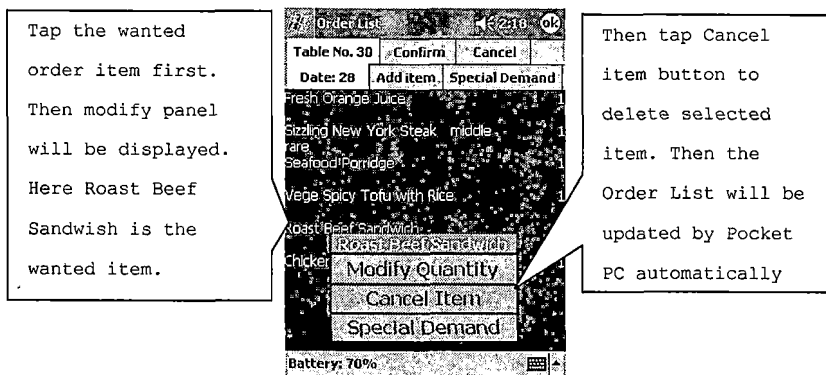 Tap the wanted
order item first.
Then modify panel
will be displayed.
Here Roast Beef
Sandwish is the
wanted item.
Order List 2:18 ok
Table No. 30 Confirm Cancel
Date: 28 Add item Special Demand
Fresh Orange Juice 1
Sizzling New York Steak middle 1
rare
Seafood Porridge 1
Vege Spicy Tofu with Rice 1
Roast Beef Sandwich
Roast Beef Sandwich
Chicken 1
Modify Quantity
Cancel Item
Special Demand
Battery: 70%
Then tap Cancel
item button to
delete selected
item. Then the
Order List will be
updated by Pocket
PC automatically